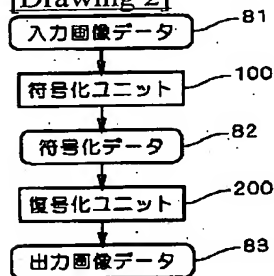 [Drawing 2]
入力画像データ 81
符号化ユニット 100
符号化データ 82
復号化ユニット 200
出力画像データ 83